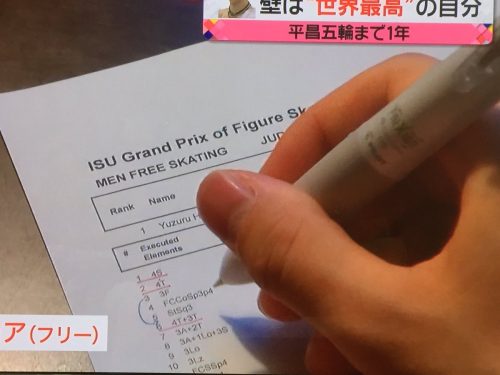 壁は"世界最高"の自分
平昌五輪まで1年
ISU Grand Prix of Figure Sk
MEN FREE SKATING JUD
Rank Name
1 Yuzuru H
# Executed
Elements
1 4S
2 4T
3 3F
4 FCCoSp3p4
5 StSq3
6 4T+3T
7 3A+2T
8 3A+1Lo+3S
9 3Lo
10 3Lz
FCSSp4
ア(フリー)